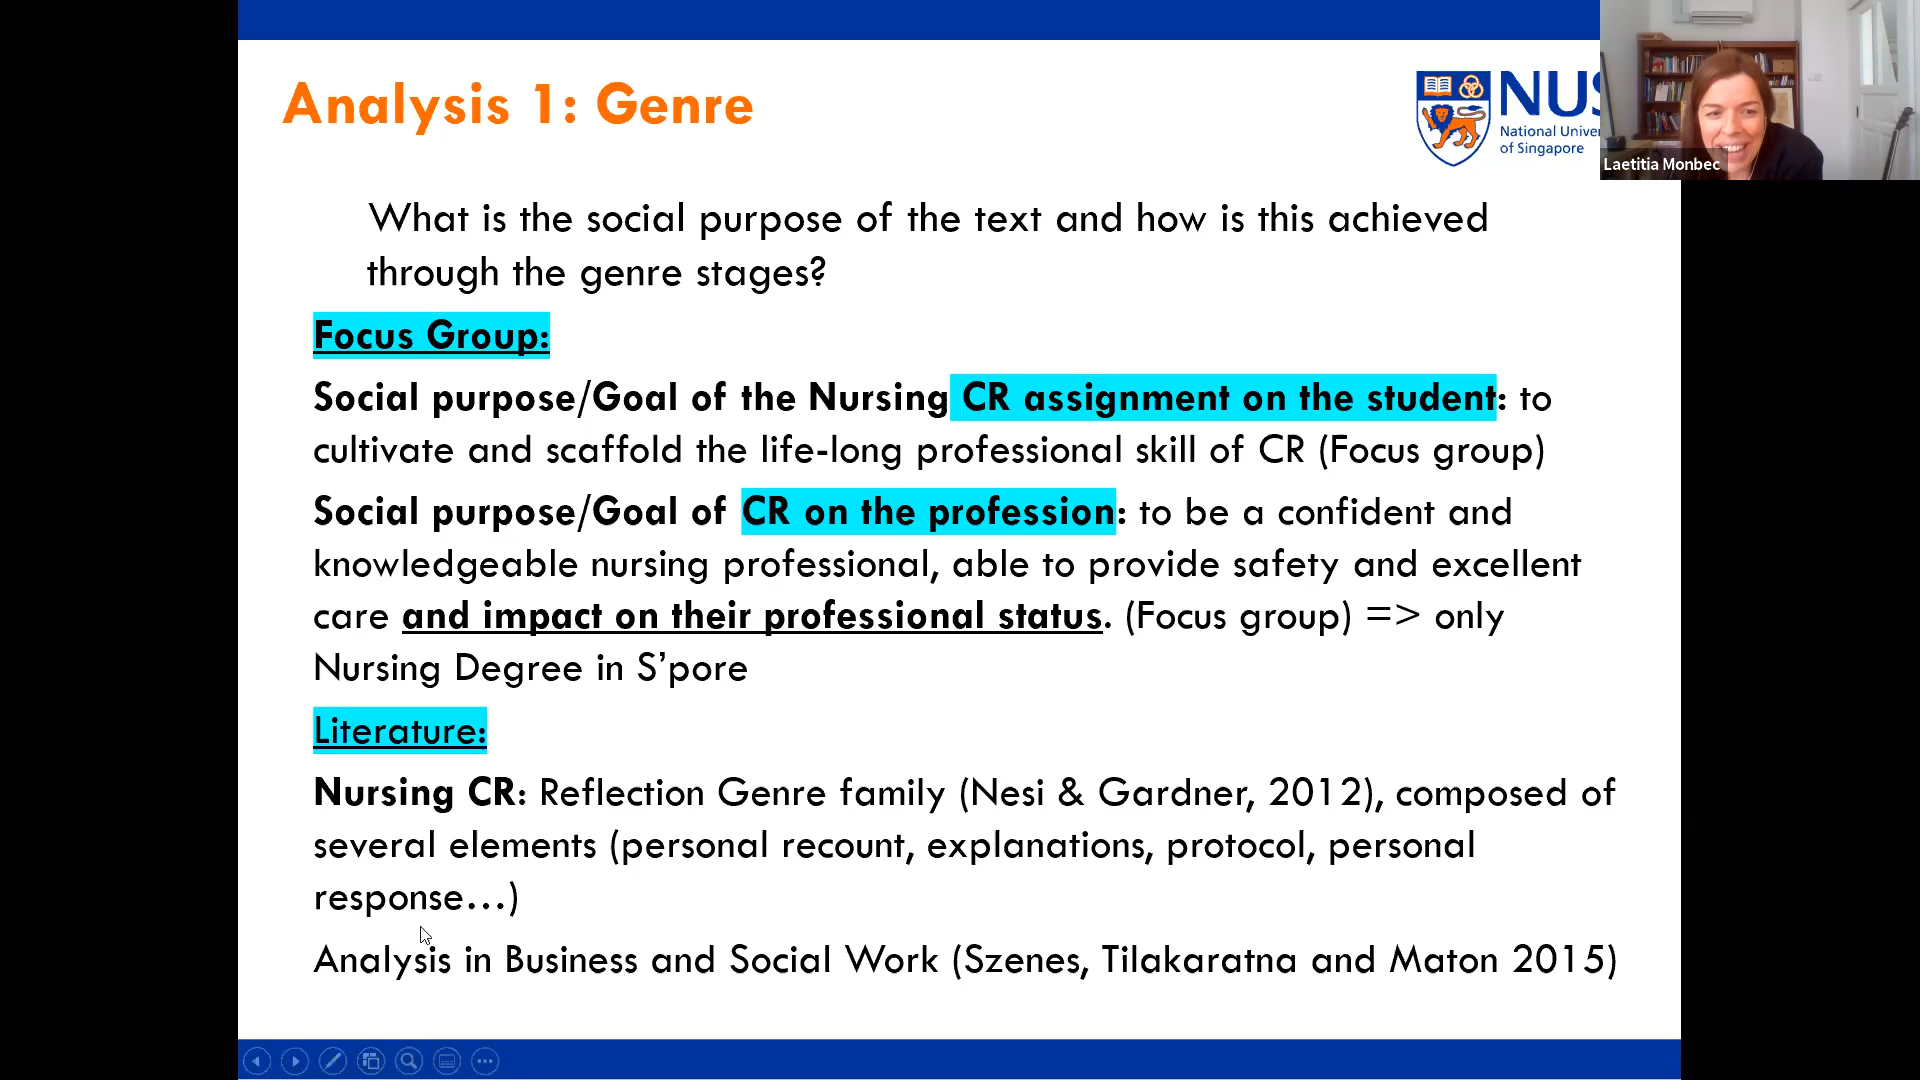 Analysis 1: Genre
NUS
National Univer
of Singapore
Laetitia Monbec
What is the social purpose of the text and how is this achieved
through the genre stages?
Focus Group:
Social purpose/Goal of the Nursing CR assignment on the student: to
cultivate and scaffold the life-long professional skill of CR (Focus group)
Social purpose/Goal of CR on the profession: to be a confident and
knowledgeable nursing professional, able to provide safety and excellent
care and impact on their professional status. (Focus group) => only
Nursing Degree in S’pore
Literature:
Nursing CR: Reflection Genre family (Nesi & Gardner, 2012), composed of
several elements (personal recount, explanations, protocol, personal
response…)
Analysis in Business and Social Work (Szenes, Tilakaratna and Maton 2015)